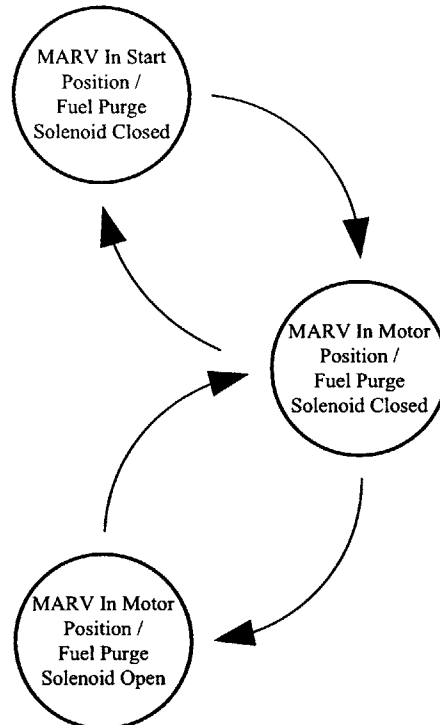 MARV In Start
Position /
Fuel Purge
Solenoid Closed
MARV In Motor
Position /
Fuel Purge
Solenoid Closed
MARV In Motor
Position /
Fuel Purge
Solenoid Open